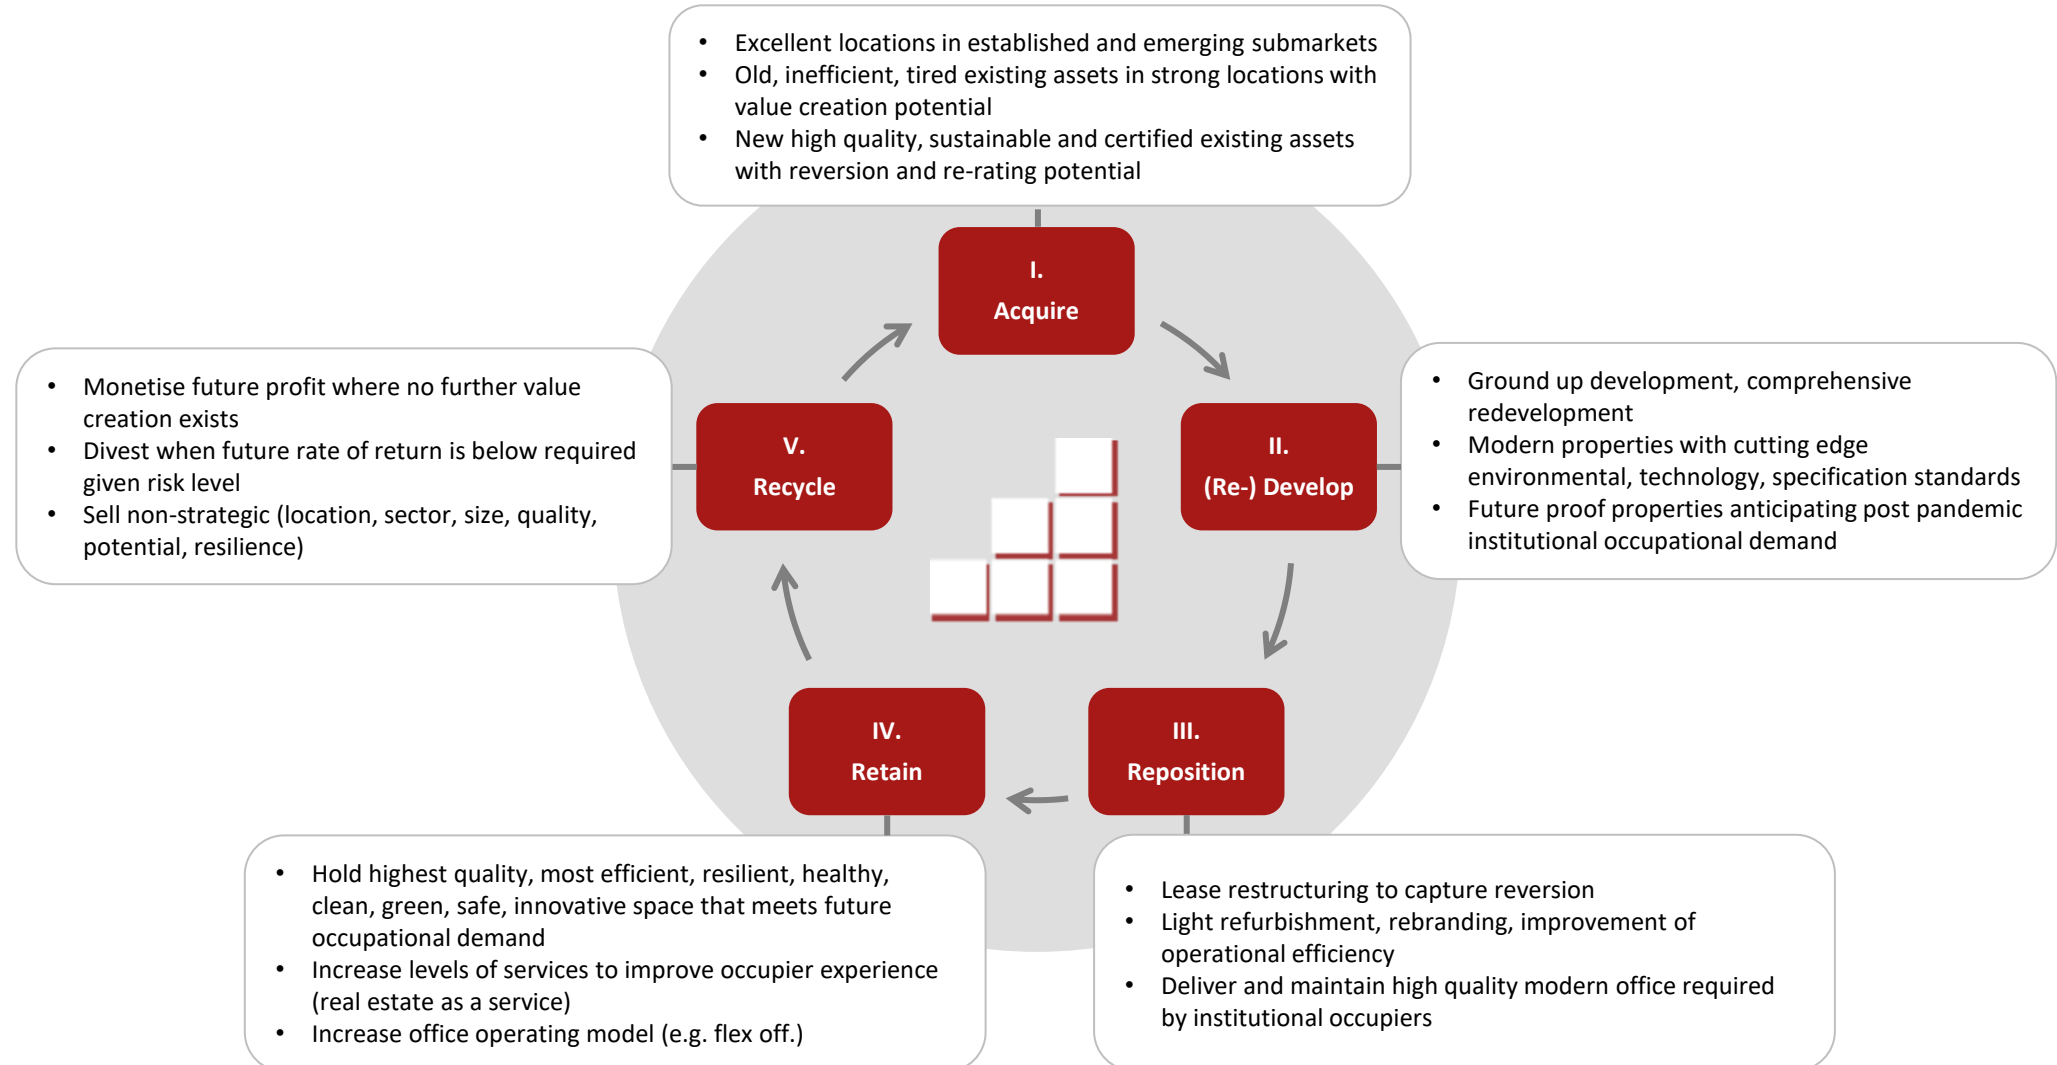 • Excellent locations in established and emerging submarkets
• Old, inefficient, tired existing assets in strong locations with
value creation potential
• New high quality, sustainable and certified existing assets
with reversion and re-rating potential
I.
Acquire
• Ground up development, comprehensive
redevelopment
• Modern properties with cutting edge
environmental, technology, specification standards
• Future proof properties anticipating post pandemic
institutional occupational demand
II.
(Re-) Develop
III.
Reposition
• Lease restructuring to capture reversion
• Light refurbishment, rebranding, improvement of
operational efficiency
• Deliver and maintain high quality modern office required
by institutional occupiers
IV.
Retain
• Hold highest quality, most efficient, resilient, healthy,
clean, green, safe, innovative space that meets future
occupational demand
• Increase levels of services to improve occupier experience
(real estate as a service)
• Increase office operating model (e.g. flex off.)
V.
Recycle
• Monetise future profit where no further value
creation exists
• Divest when future rate of return is below required
given risk level
• Sell non-strategic (location, sector, size, quality,
potential, resilience)